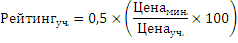 Рейтинг_уч. = 0,5 × (Цена_мин. / Цена_уч. × 100)